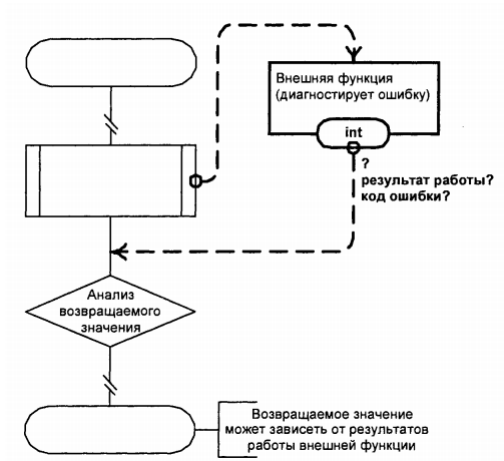 Внешняя функция
(диагностирует ошибку)
int
?
результат работы?
код ошибки?
Анализ
возвращаемого
значения
Возвращаемое значение
может зависеть от результатов
работы внешней функции